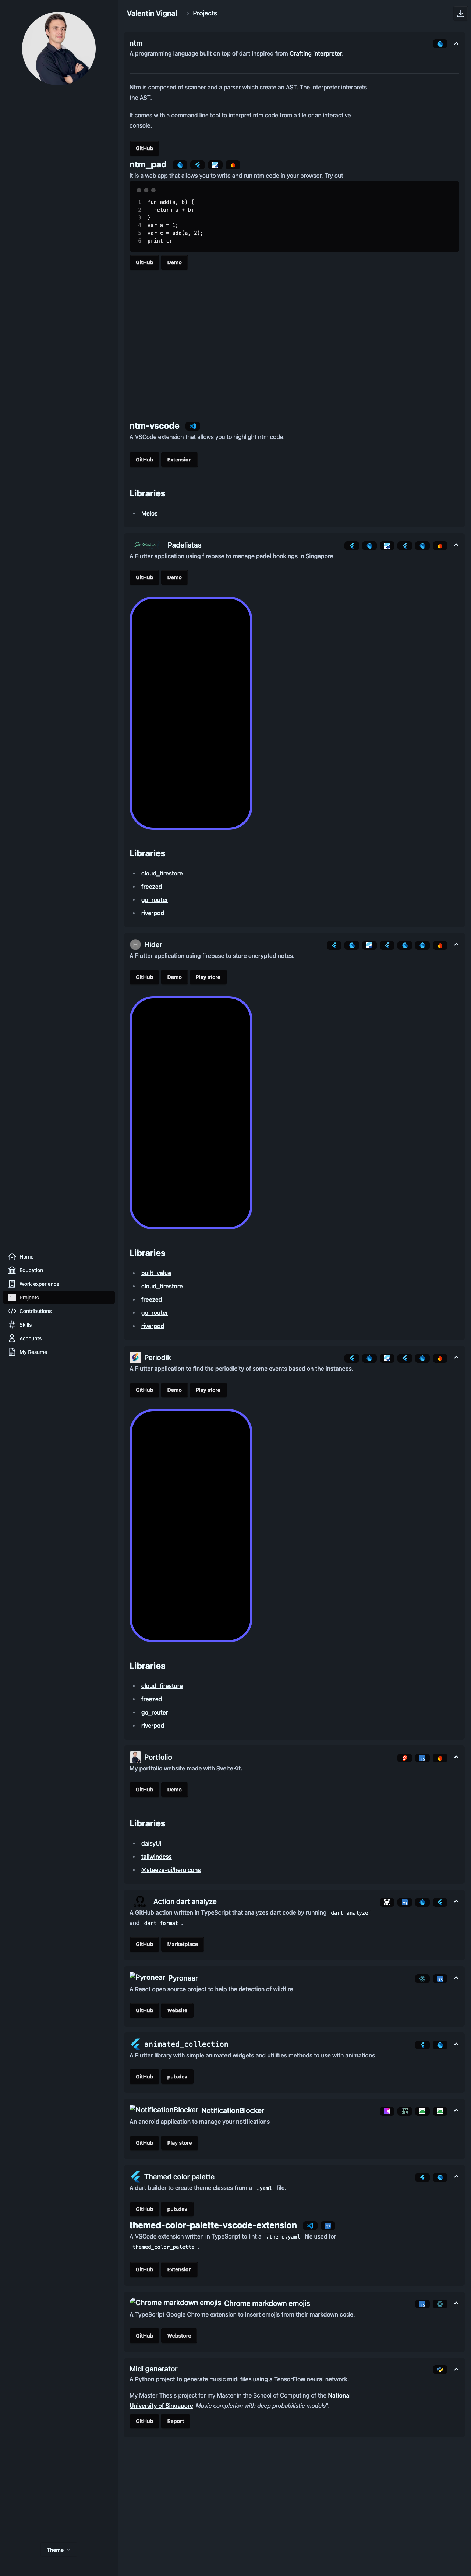 Valentin Vignal
Projects
ntm
A programming language built on top of dart inspired from Crafting interpreter.
Ntm is composed of scanner and a parser which create an AST. The interpreter interprets
the AST.
It comes with a command line tool to interpret ntm code from a file or an interactive
console.
GitHub
ntm_pad
It is a web app that allows you to write and run ntm code in your browser. Try out
1 fun add(a, b) {
2 return a + b;
3 }
4 var a = 1;
5 var c = add(a, 2);
6 print c;
GitHub Demo
ntm-vscode
A VSCode extension that allows you to highlight ntm code.
GitHub Extension
Libraries
Melos
Padelistas
A Flutter application using firebase to manage padel bookings in Singapore.
GitHub Demo
Libraries
cloud_firestore
freezed
go_router
riverpod
H Hider
A Flutter application using firebase to store encrypted notes.
GitHub Demo Play store
Libraries
built_value
cloud_firestore
freezed
go_router
riverpod
Home
Education
Work experience
Projects
Contributions
Skills
Accounts
My Resume
Periodik
A Flutter application to find the periodicity of some events based on the instances.
GitHub Demo Play store
Libraries
cloud_firestore
freezed
go_router
riverpod
Portfolio
My portfolio website made with SvelteKit.
GitHub Demo
Libraries
daisyUI
tailwindcss
@steeze-ui/heroicons
Action dart analyze
A GitHub action written in TypeScript that analyzes dart code by running dart analyze
and dart format .
GitHub Marketplace
Pyronear Pyronear
A React open source project to help the detection of wildfire.
GitHub Website
animated_collection
A Flutter library with simple animated widgets and utilities methods to use with animations.
GitHub pub.dev
NotificationBlocker NotificationBlocker
An android application to manage your notifications
GitHub Play store
Themed color palette
A dart builder to create theme classes from a .yaml file.
GitHub pub.dev
themed-color-palette-vscode-extension
A VSCode extension written in TypeScript to lint a .theme.yaml file used for
themed_color_palette .
GitHub Extension
Chrome markdown emojis Chrome markdown emojis
A TypeScript Google Chrome extension to insert emojis from their markdown code.
GitHub Webstore
Midi generator
A Python project to generate music midi files using a TensorFlow neural network.
My Master Thesis project for my Master in the School of Computing of the National
University of Singapore"Music completion with deep probabilistic models".
GitHub Report
Theme